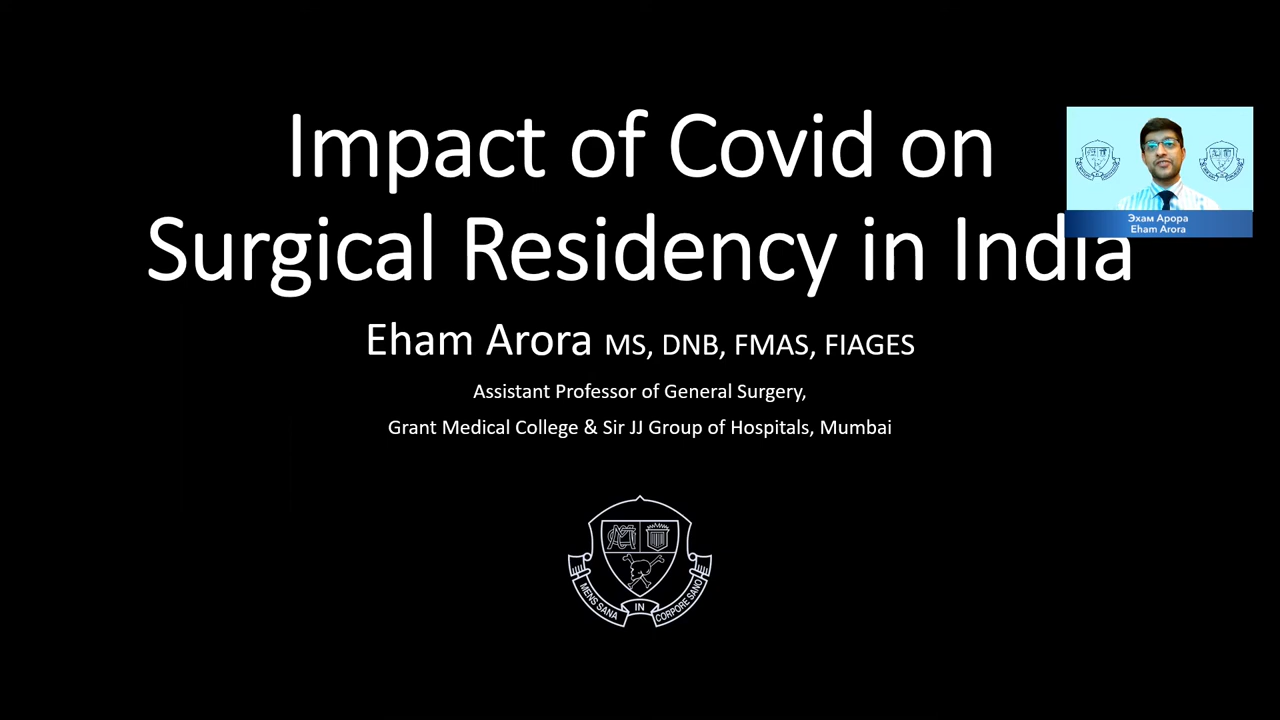 Impact of Covid on
Surgical Residency in India
Эхам Арора
Eham Arora
Eham Arora MS, DNB, FMAS, FIAGES
Assistant Professor of General Surgery,
Grant Medical College & Sir JJ Group of Hospitals, Mumbai
MENS SANA IN CORPORE SANO